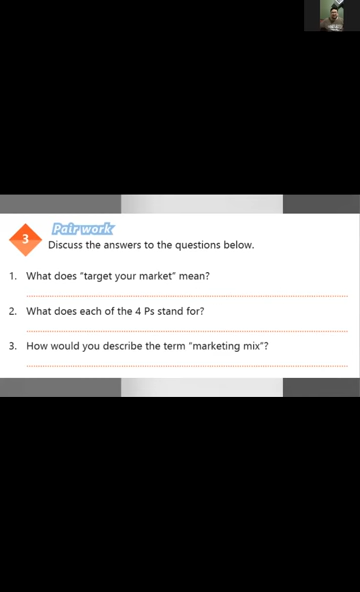 3
Pair work
Discuss the answers to the questions below.
1. What does "target your market" mean?
2. What does each of the 4 Ps stand for?
3. How would you describe the term "marketing mix"?